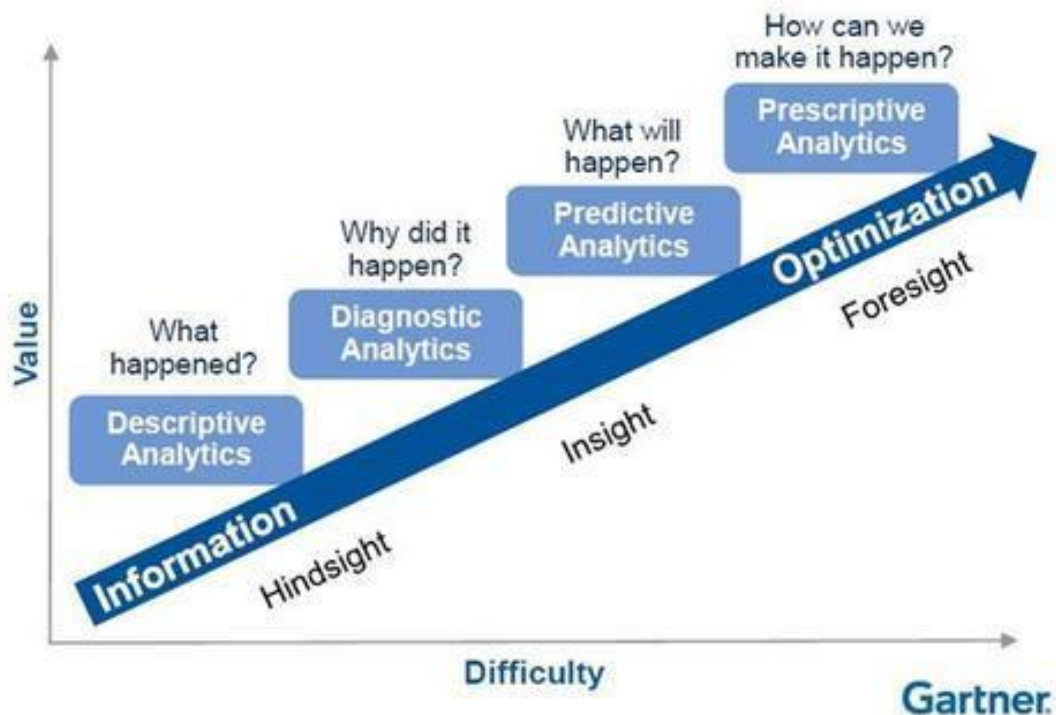 How can we
make it happen?
Prescriptive
Analytics
What will
happen?
Predictive
Analytics
Why did it
happen?
Diagnostic
Analytics
What
happened?
Descriptive
Analytics
Value
Information
Optimization
Hindsight
Insight
Foresight
Difficulty
Gartner.